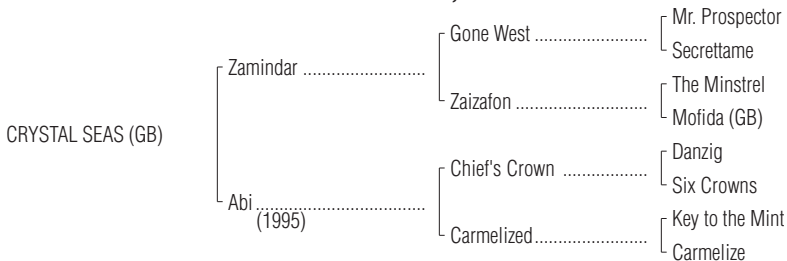 Mr. Prospector
Gone West ..........................
Secrettame
Zamindar ............................
The Minstrel
Zaizafon ..............................
Mofida (GB)
CRYSTAL SEAS (GB)
Danzig
Chief's Crown ...................
Six Crowns
Abi .......................................
(1995)
Key to the Mint
Carmelized..........................
Carmelize